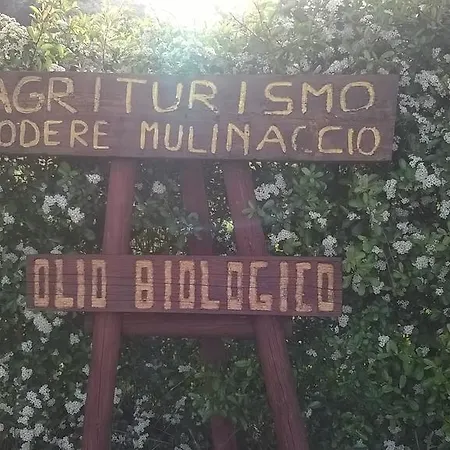 AGRITURISMO
PODERE MULINACCIO
OLIO BIOLOGICO